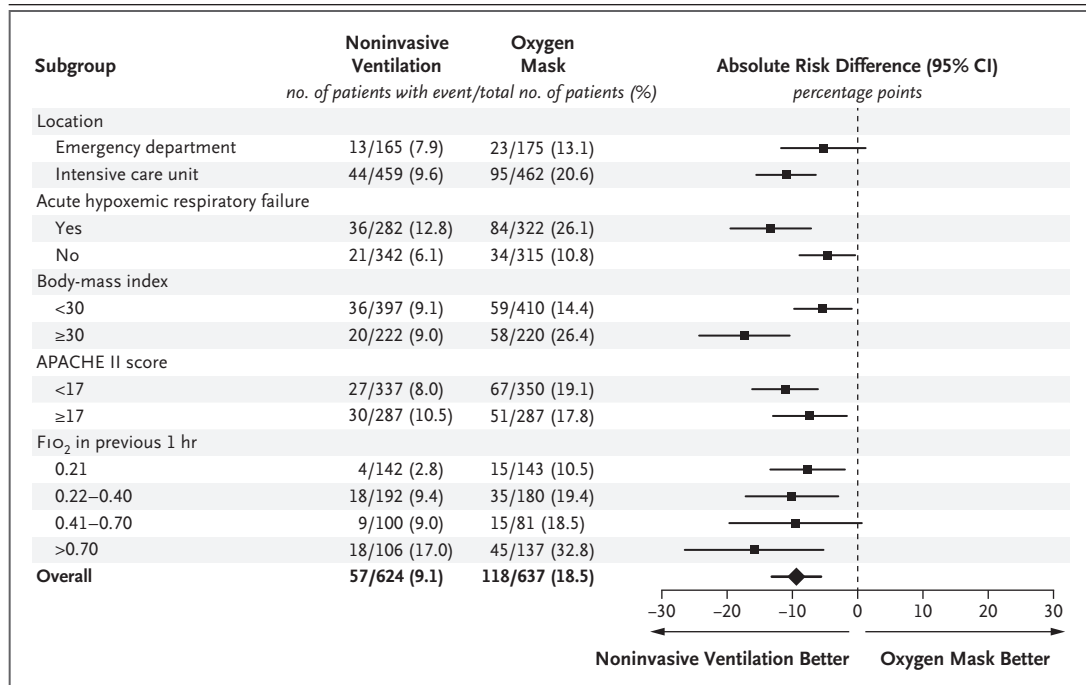 Subgroup Noninvasive Ventilation Oxygen Mask Absolute Risk Difference (95% CI)
no. of patients with event/total no. of patients (%) percentage points
Location
Emergency department 13/165 (7.9) 23/175 (13.1)
Intensive care unit 44/459 (9.6) 95/462 (20.6)
Acute hypoxemic respiratory failure
Yes 36/282 (12.8) 84/322 (26.1)
No 21/342 (6.1) 34/315 (10.8)
Body-mass index
<30 36/397 (9.1) 59/410 (14.4)
≥30 20/222 (9.0) 58/220 (26.4)
APACHE II score
<17 27/337 (8.0) 67/350 (19.1)
≥17 30/287 (10.5) 51/287 (17.8)
FIO₂ in previous 1 hr
0.21 4/142 (2.8) 15/143 (10.5)
0.22–0.40 18/192 (9.4) 35/180 (19.4)
0.41–0.70 9/100 (9.0) 15/81 (18.5)
>0.70 18/106 (17.0) 45/137 (32.8)
Overall 57/624 (9.1) 118/637 (18.5)
−30 −20 −10 0 10 20 30
Noninvasive Ventilation Better Oxygen Mask Better